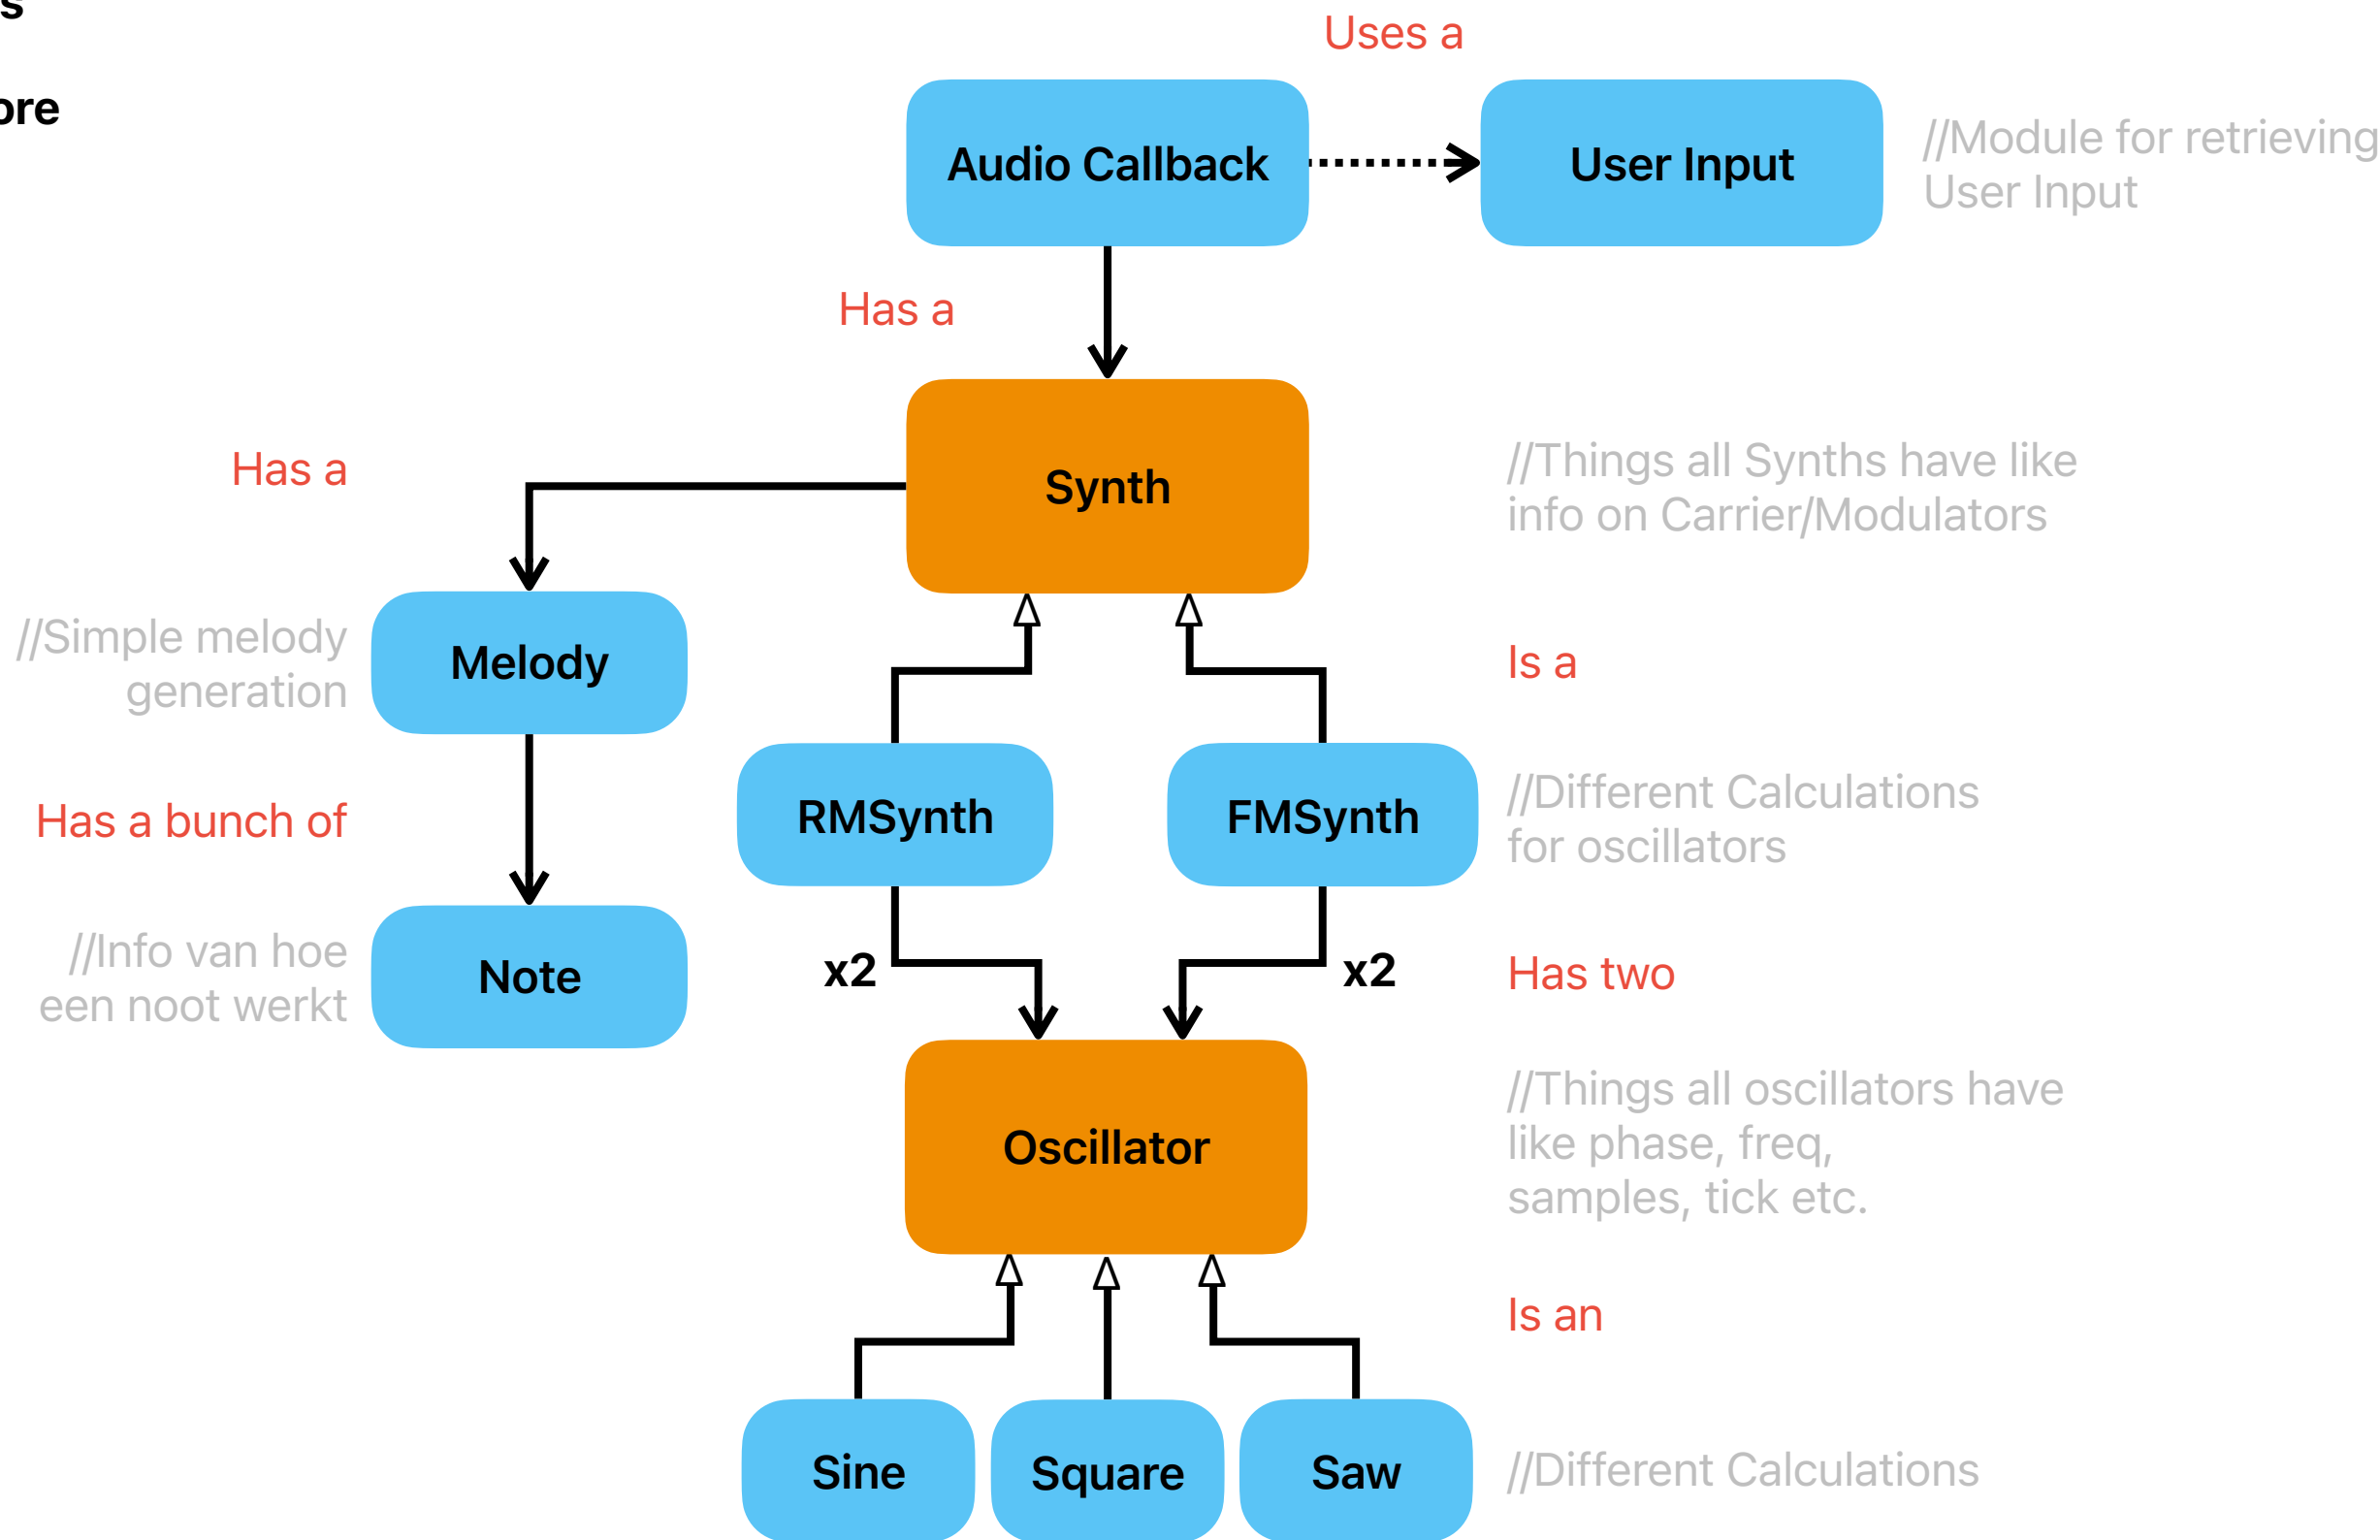 Uses a
Audio Callback
User Input
//Module for retrieving
User Input
Has a
Has a
Synth
//Things all Synths have like
info on Carrier/Modulators
//Simple melody
generation
Melody
Is a
Has a bunch of
RMSynth
FMSynth
//Different Calculations
for oscillators
//Info van hoe
een noot werkt
Note
x2
x2
Has two
Oscillator
//Things all oscillators have
like phase, freq,
samples, tick etc.
Is an
Sine
Square
Saw
//Different Calculations